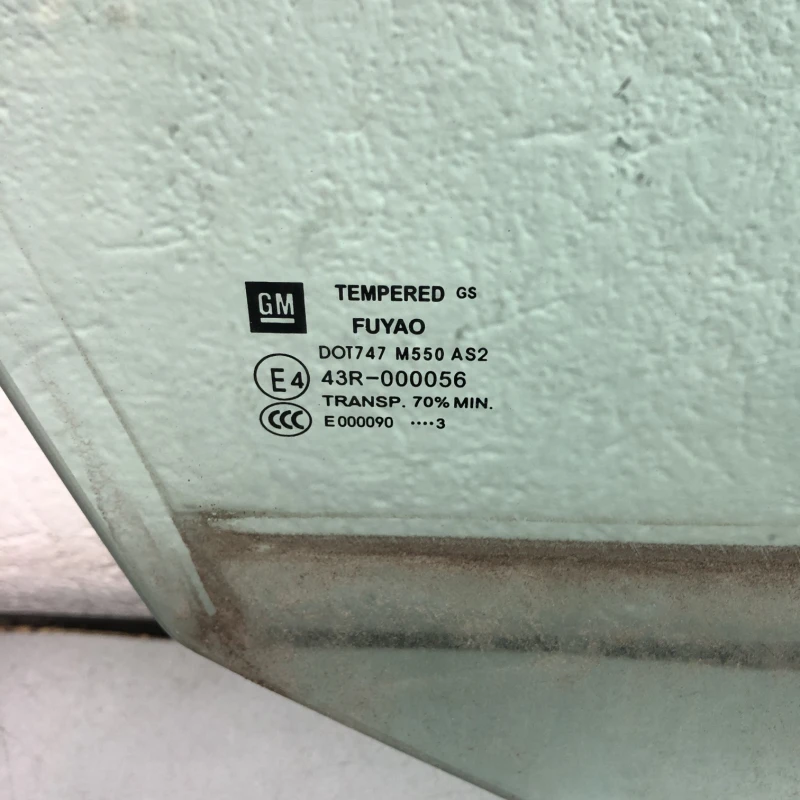 GM
TEMPERED GS
FUYAO
DOT747 M550 AS2
E4 43R-000056
TRANSP. 70% MIN.
CCC E000090 ····3